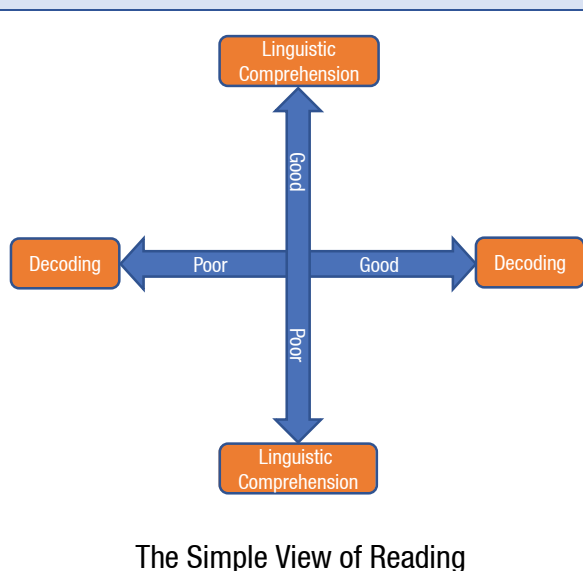 Linguistic
Comprehension
Good
Decoding
Poor
Good
Decoding
Poor
Linguistic
Comprehension
The Simple View of Reading